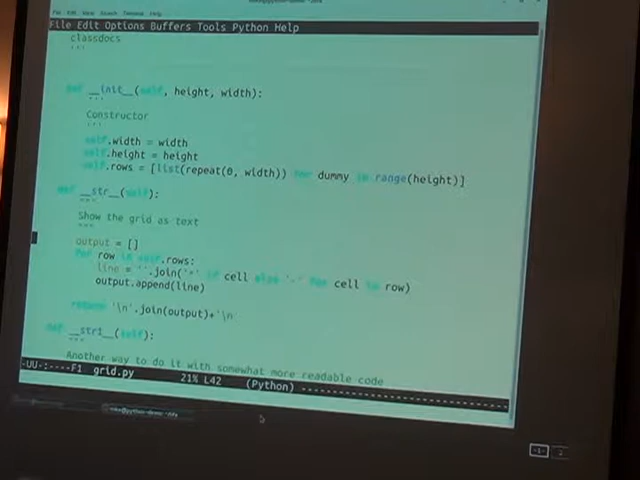 File Edit Options Buffers Tools Python Help
classdocs
'''
def __init__(self, height, width):
'''
Constructor
'''
self.width = width
self.height = height
self.rows = [list(repeat(0, width)) for dummy in range(height)]
def __str__(self):
"""
Show the grid as text
"""
output = []
for row in self.rows:
line = ''.join('*' if cell else '.' for cell in row)
output.append(line)
return '\n'.join(output)+'\n
def __str1__(self):
"""
Another way to do it with somewhat more readable code
-UU-:----F1 grid.py 21% L42 (Python)